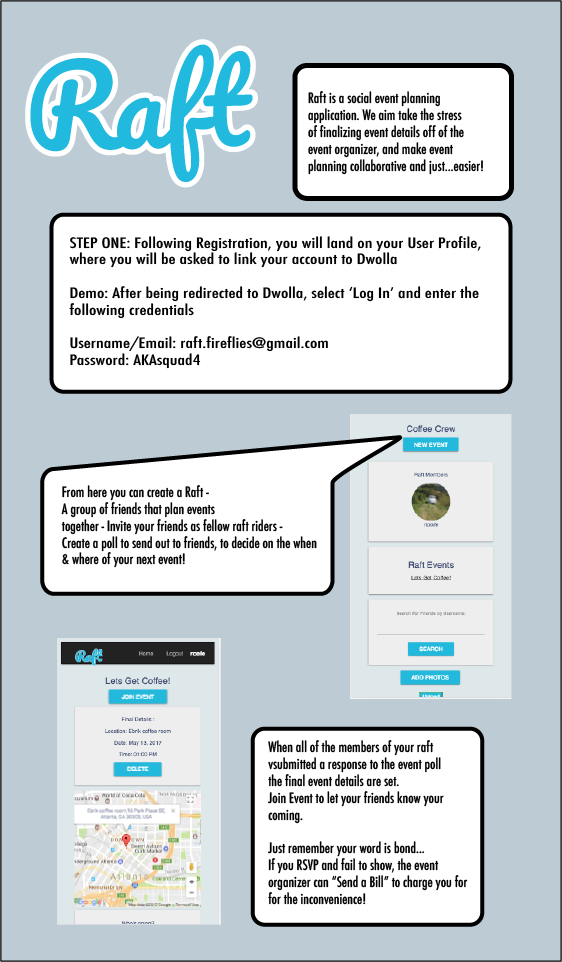 Raft
Raft is a social event planning
application. We aim take the stress
of finalizing event details off of the
event organizer, and make event
planning collaborative and just...easier!
STEP ONE: Following Registration, you will land on your User Profile,
where you will be asked to link your account to Dwolla
Demo: After being redirected to Dwolla, select ‘Log In’ and enter the
following credentials
Username/Email: raft.fireflies@gmail.com
Password: AKAsquad4
Coffee Crew
NEW EVENT
Raft Members
Raft Events
Lets Get Coffee!
Search For Friends by Username
SEARCH
ADD PHOTOS
Upload
From here you can create a Raft -
A group of friends that plan events
together - Invite your friends as fellow raft riders -
Create a poll to send out to friends, to decide on the when
& where of your next event!
Raft Home Logout
Lets Get Coffee!
JOIN EVENT
Final Details :
Location: Ebrik coffee room
Date: May 13, 2017
Time: 01:00 PM
DELETE
World of Coca-Cola
Ebrik coffee room,16 Park Place SE,
Atlanta, GA 30303, USA
DOWNTOWN
Sweet Auburn
Curb Market
Underground Atlanta
Atlanta
Who's going?
When all of the members of your raft
vsubmitted a response to the event poll
the final event details are set.
Join Event to let your friends know your
coming.
Just remember your word is bond...
If you RSVP and fail to show, the event
organizer can “Send a Bill” to charge you for
for the inconvenience!